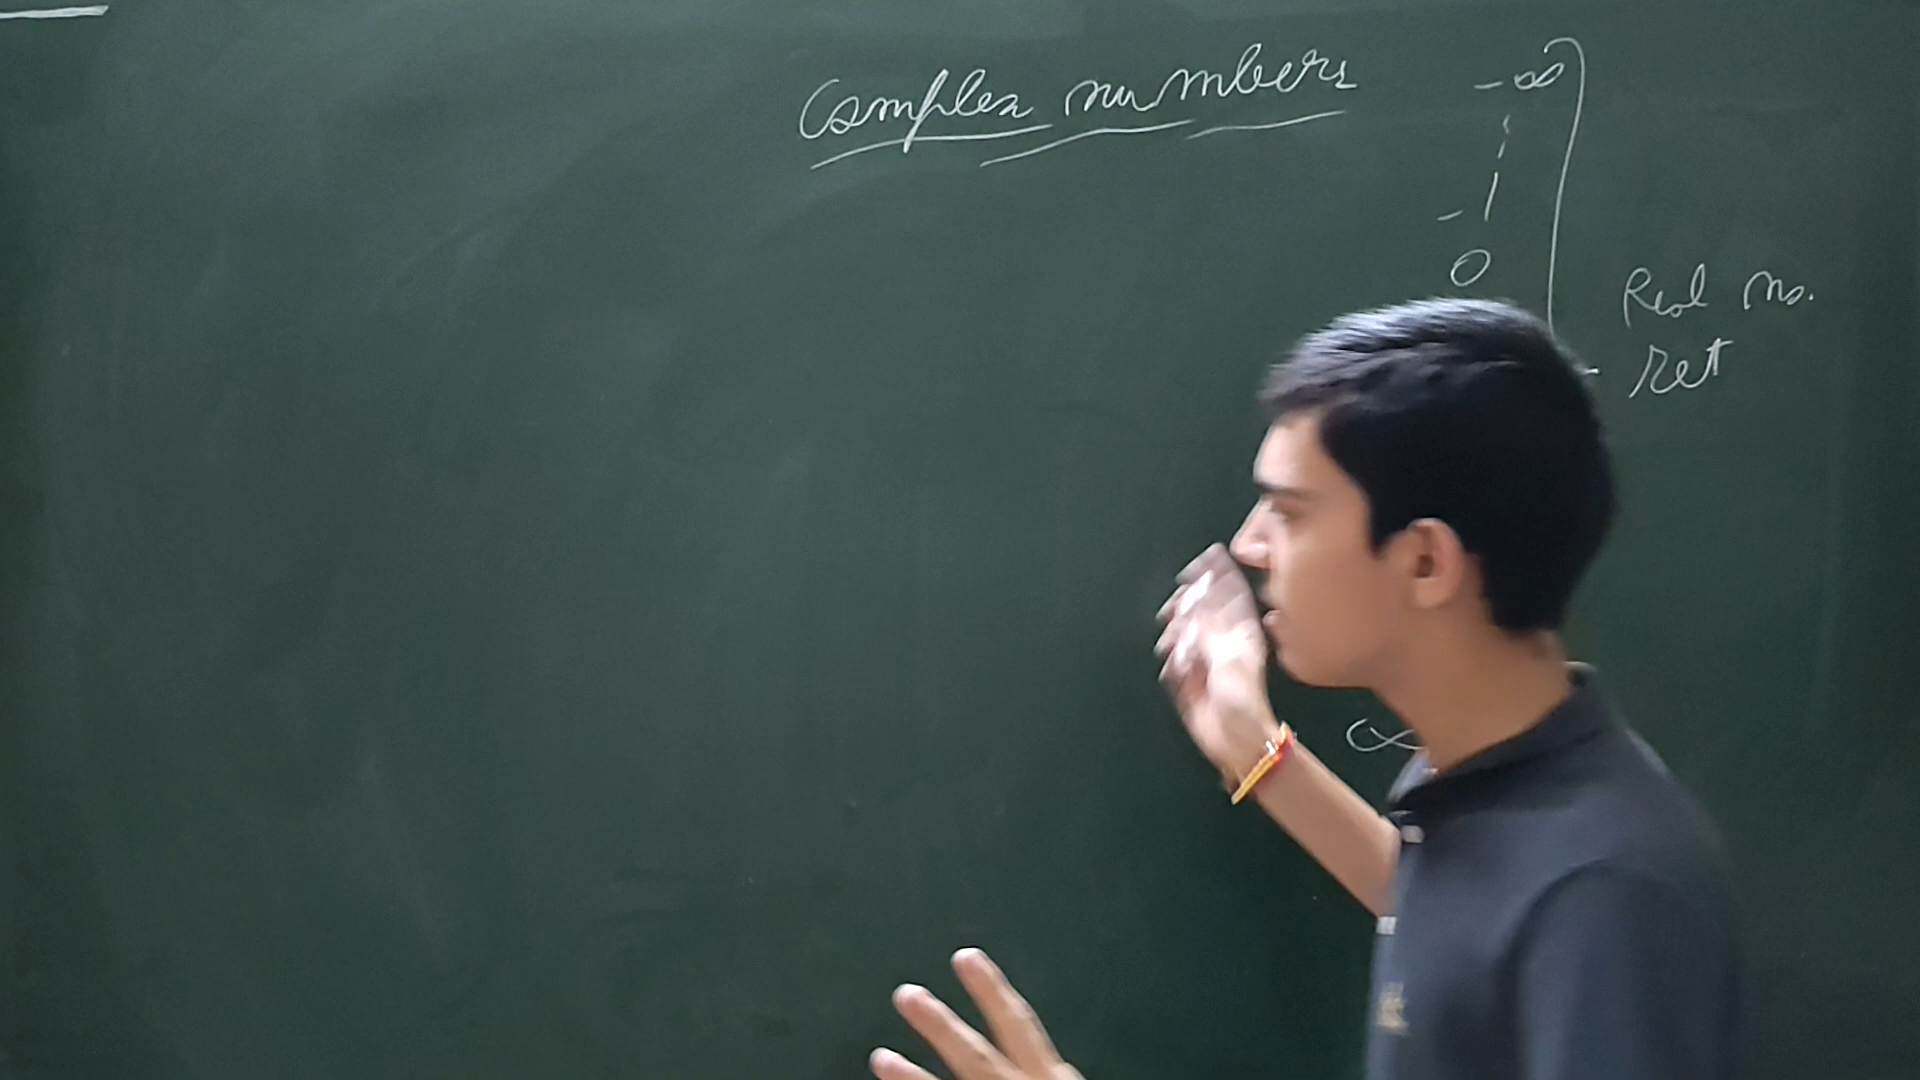 Complex numbers
-∞
-1
0
Real no.
set
∞